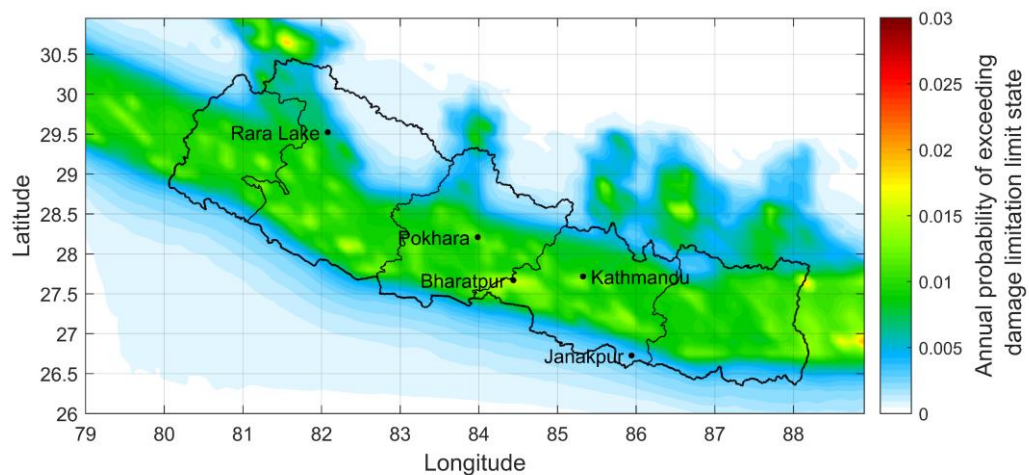 30.5
30
29.5
29
28.5
28
27.5
27
26.5
26
Latitude
79 80 81 82 83 84 85 86 87 88
Longitude
Rara Lake
Pokhara
Bharatpur
Kathmandu
Janakpur
0.03
0.025
0.02
0.015
0.01
0.005
0
Annual probability of exceeding
damage limitation limit state